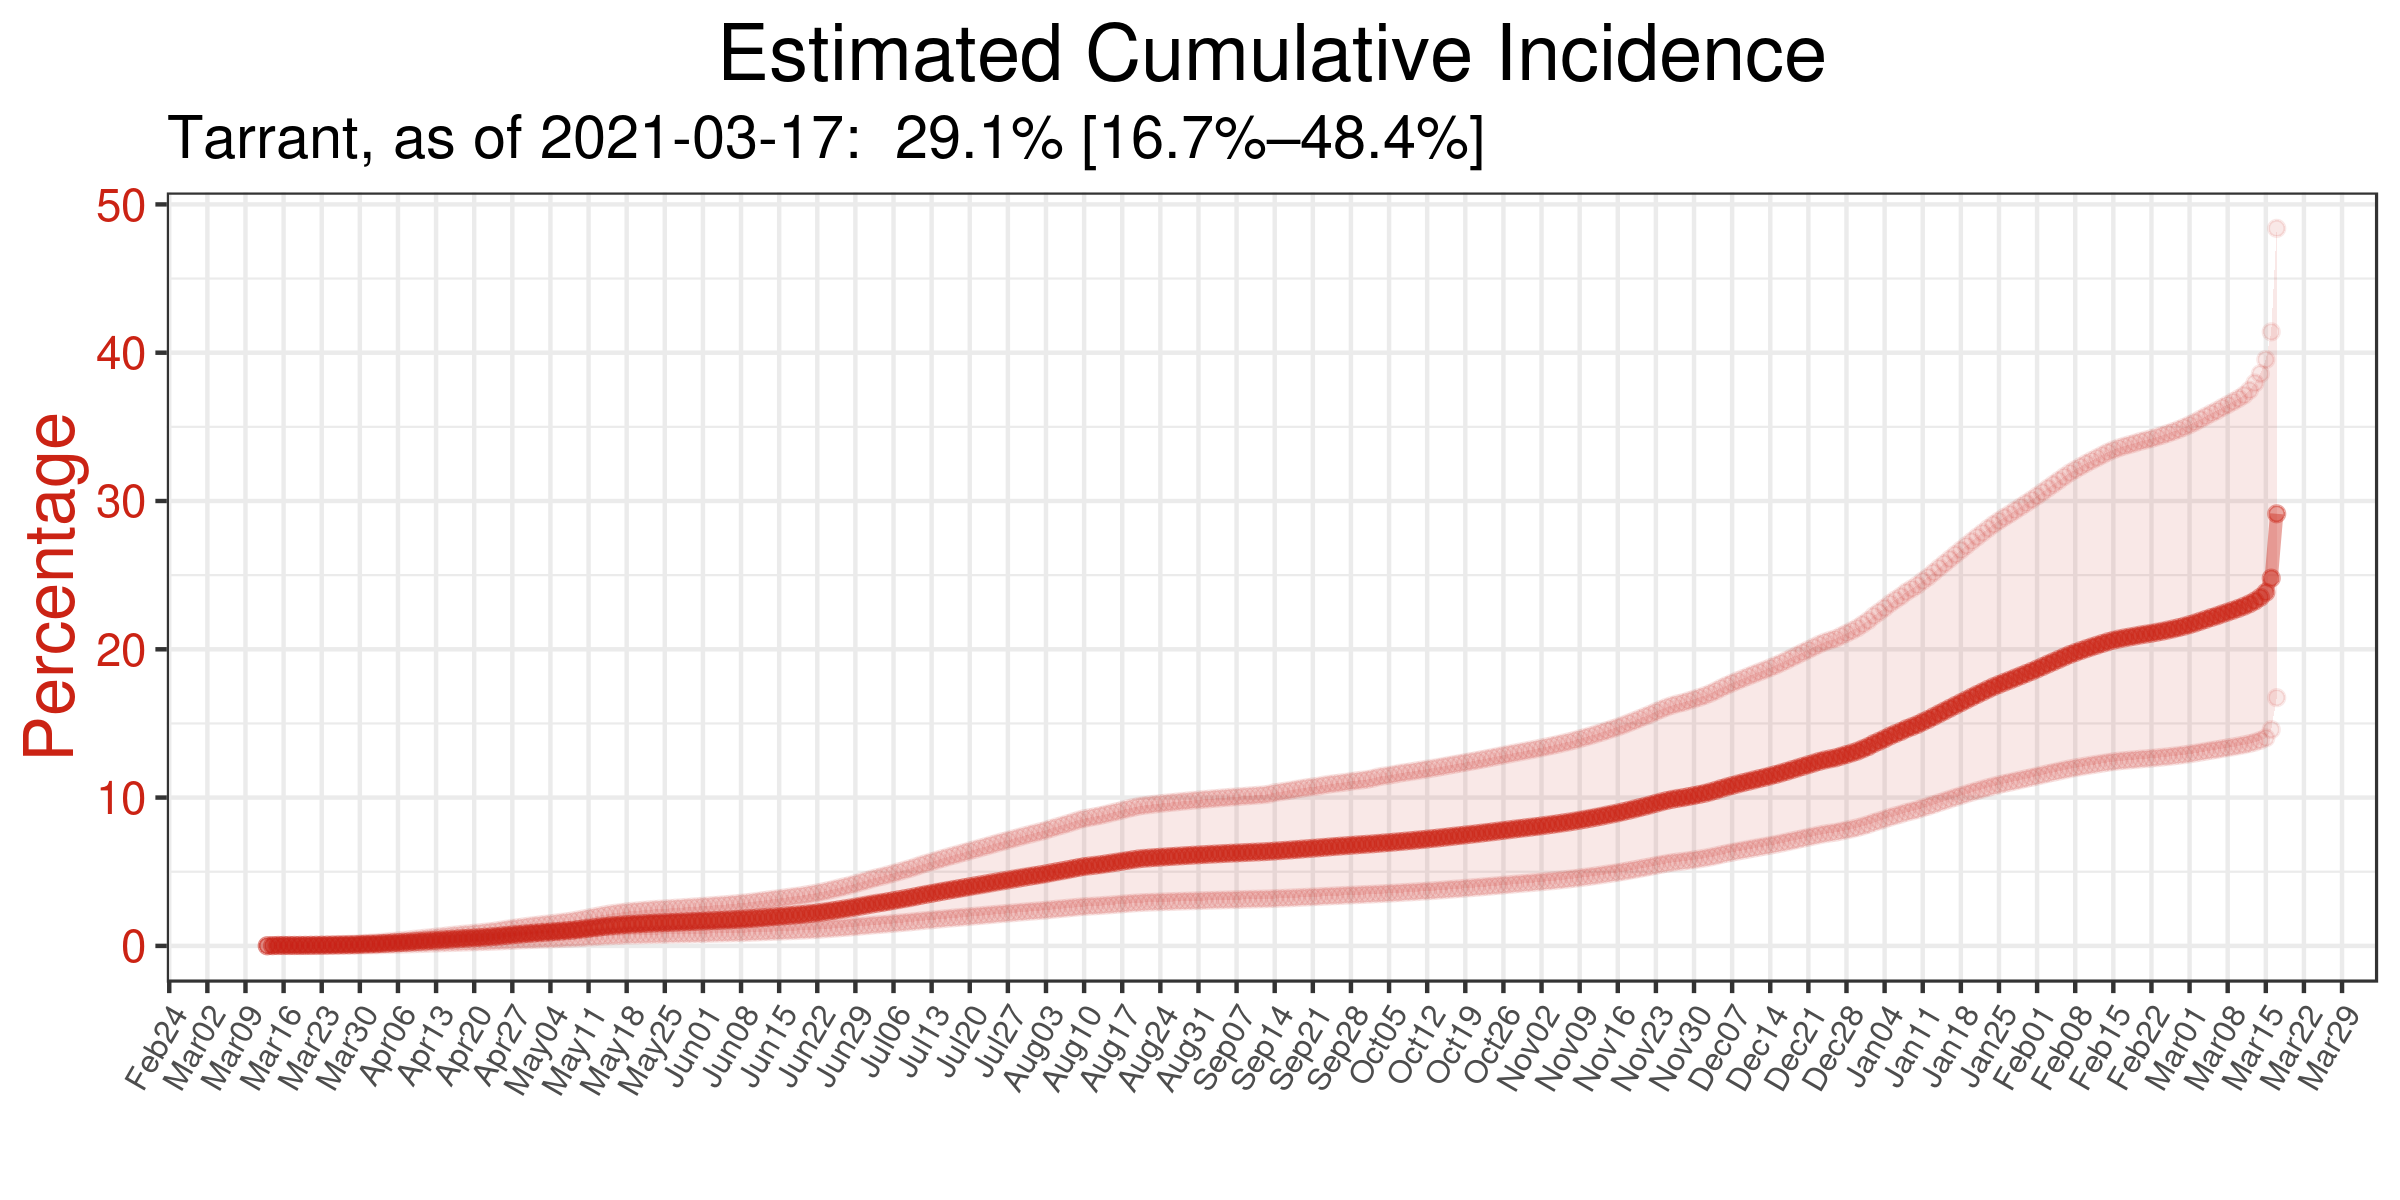 Estimated Cumulative Incidence
Tarrant, as of 2021-03-17:  29.1% [16.7%–48.4%]
Percentage
50
40
30
20
10
0
Feb24
Mar02
Mar09
Mar16
Mar23
Mar30
Apr06
Apr13
Apr20
Apr27
May04
May11
May18
May25
Jun01
Jun08
Jun15
Jun22
Jun29
Jul06
Jul13
Jul20
Jul27
Aug03
Aug10
Aug17
Aug24
Aug31
Sep07
Sep14
Sep21
Sep28
Oct05
Oct12
Oct19
Oct26
Nov02
Nov09
Nov16
Nov23
Nov30
Dec07
Dec14
Dec21
Dec28
Jan04
Jan11
Jan18
Jan25
Feb01
Feb08
Feb15
Feb22
Mar01
Mar08
Mar15
Mar22
Mar29